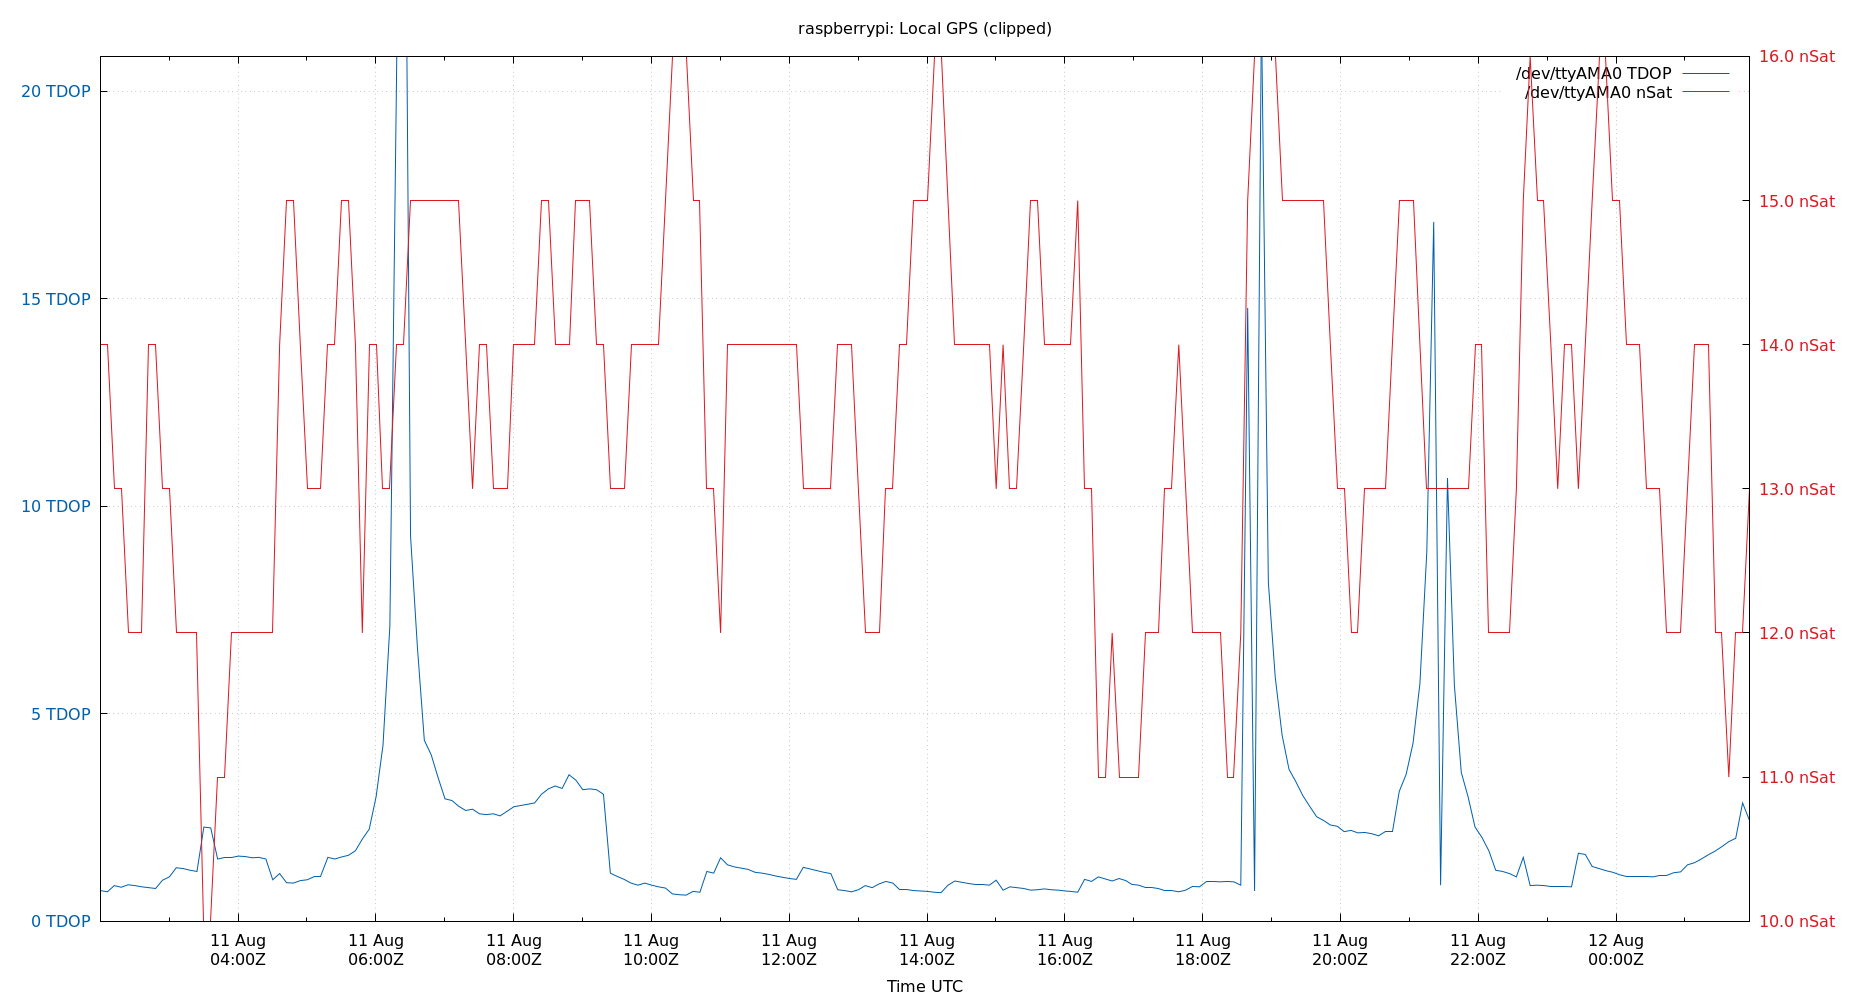 raspberrypi: Local GPS (clipped)
/dev/ttyAMA0 TDOP
/dev/ttyAMA0 nSat
20 TDOP
15 TDOP
10 TDOP
5 TDOP
0 TDOP
16.0 nSat
15.0 nSat
14.0 nSat
13.0 nSat
12.0 nSat
11.0 nSat
10.0 nSat
11 Aug
04:00Z
11 Aug
06:00Z
11 Aug
08:00Z
11 Aug
10:00Z
11 Aug
12:00Z
11 Aug
14:00Z
11 Aug
16:00Z
11 Aug
18:00Z
11 Aug
20:00Z
11 Aug
22:00Z
12 Aug
00:00Z
Time UTC